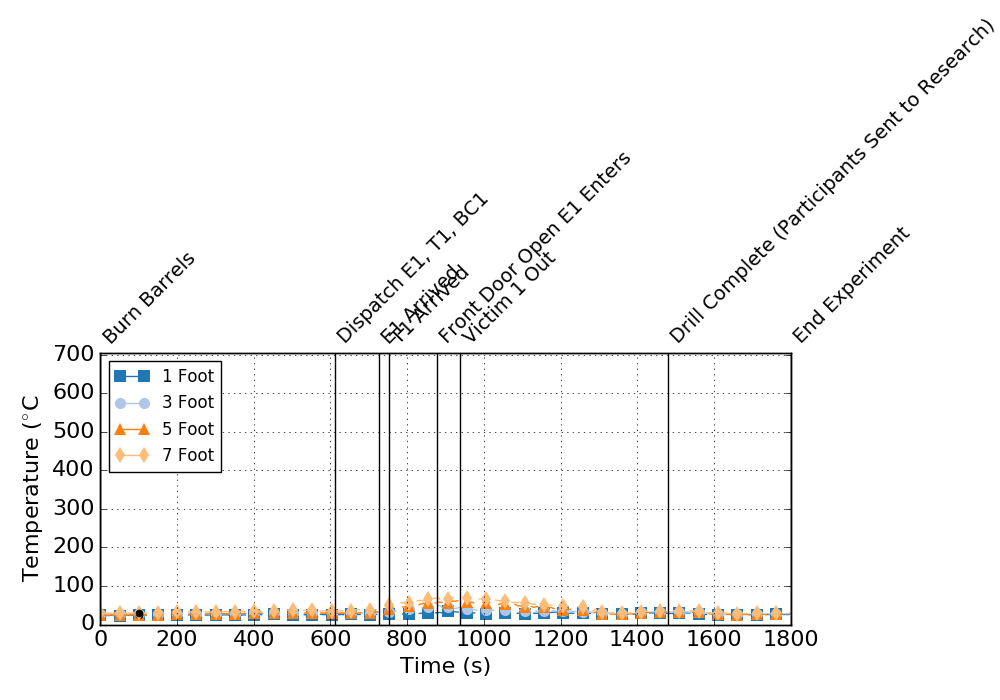 Burn Barrels
Dispatch E1, T1, BC1
E1 Arrived
T1 Arrived
Front Door Open E1 Enters
Victim 1 Out
Drill Complete (Participants Sent to Research)
End Experiment
700
600
500
400
300
200
100
0
Temperature (°C
1 Foot
3 Foot
5 Foot
7 Foot
0 200 400 600 800 1000 1200 1400 1600 1800
Time (s)